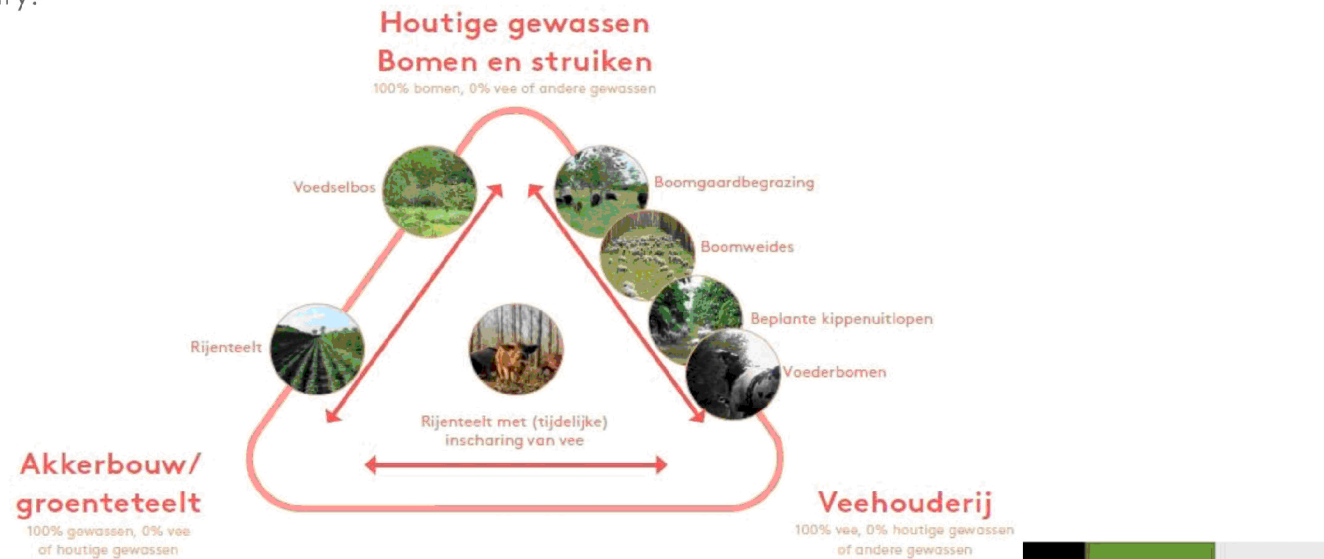 Houtige gewassen
Bomen en struiken
100% bomen, 0% vee of andere gewassen
Voedselbos
Boomgaardbegrazing
Boomweides
Beplante kippenuitlopen
Rijenteelt
Voederbomen
Rijenteelt met (tijdelijke)
inscharing van vee
Akkerbouw/
groenteteelt
100% gewassen, 0% vee
of houtige gewassen
Veehouderij
100% vee, 0% houtige gewassen
of andere gewassen